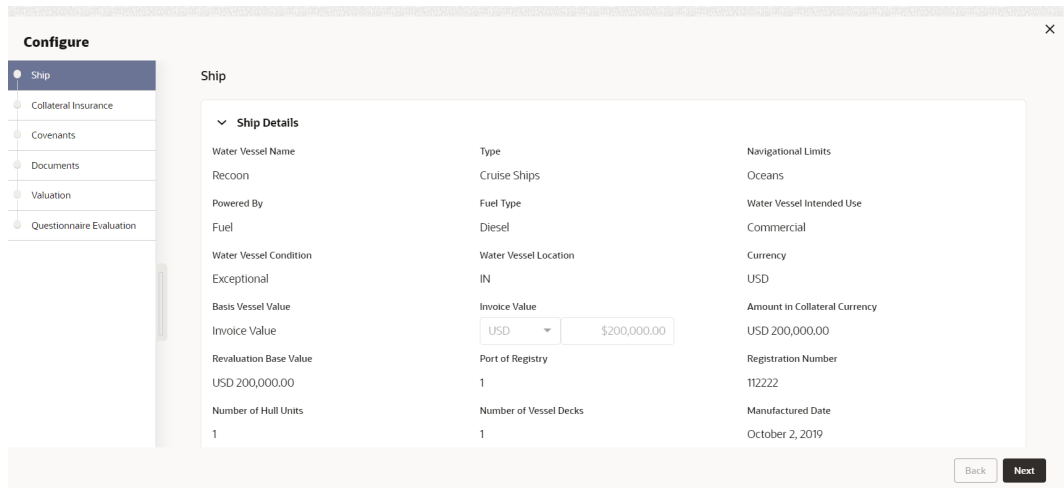 Configure
×
Ship
Collateral Insurance
Covenants
Documents
Valuation
Questionnaire Evaluation
Ship
Ship Details
Water Vessel Name Type Navigational Limits
Recoon Cruise Ships Oceans
Powered By Fuel Type Water Vessel Intended Use
Fuel Diesel Commercial
Water Vessel Condition Water Vessel Location Currency
Exceptional IN USD
Basis Vessel Value Invoice Value Amount in Collateral Currency
Invoice Value USD $200,000.00 USD 200,000.00
Revaluation Base Value Port of Registry Registration Number
USD 200,000.00 1 112222
Number of Hull Units Number of Vessel Decks Manufactured Date
1 1 October 2, 2019
Back Next